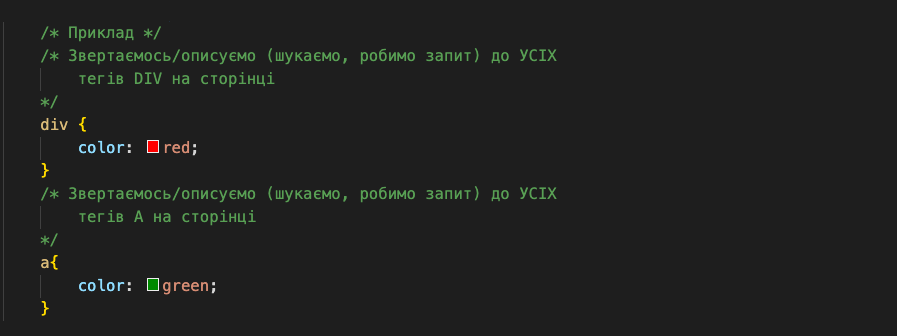 /* Приклад */
/* Звертаємось/описуємо (шукаємо, робимо запит) до УСІХ
тегів DIV на сторінці
*/
div {
color: red;
}
/* Звертаємось/описуємо (шукаємо, робимо запит) до УСІХ
тегів A на сторінці
*/
a{
color: green;
}